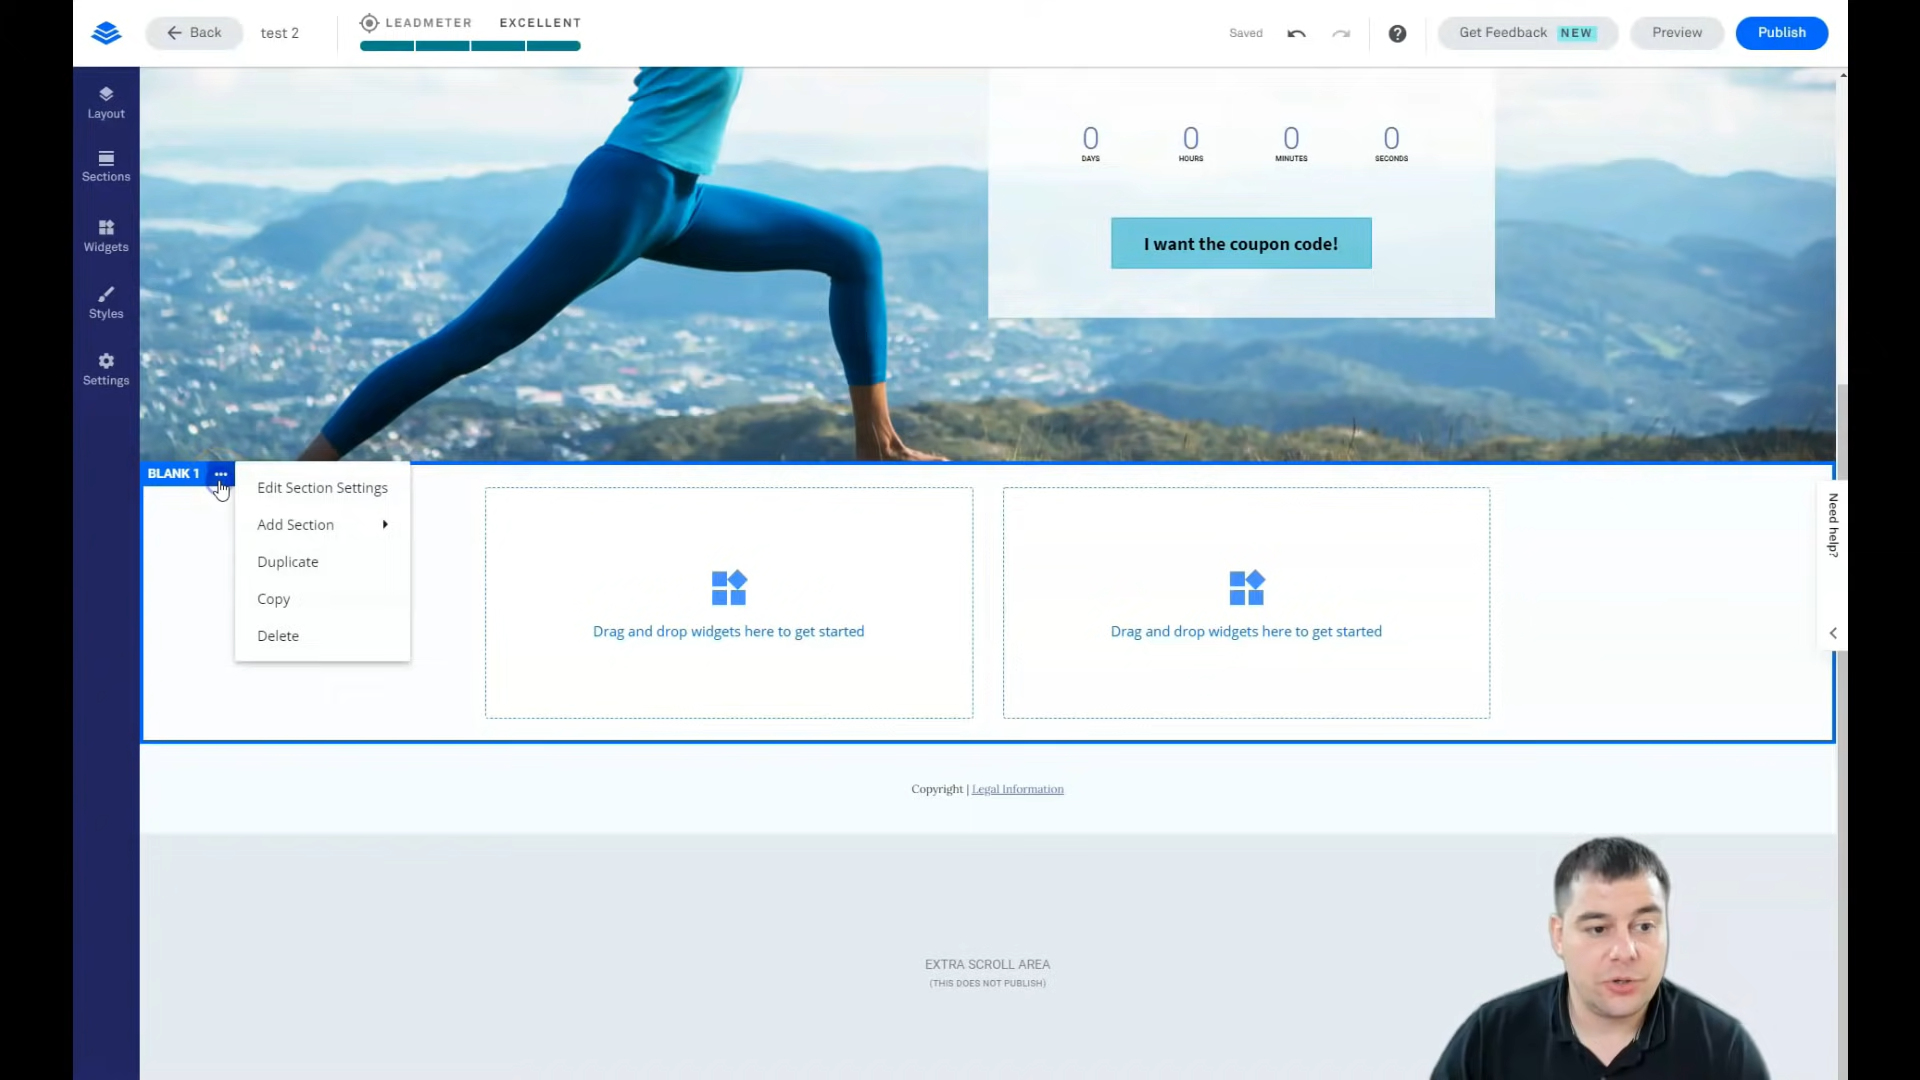 Back
test 2
LEADMETER EXCELLENT
Saved
Get Feedback NEW
Preview
Publish
Layout
Sections
Widgets
Styles
Settings
0 0 0 0
DAYS HOURS MINUTES SECONDS
I want the coupon code!
BLANK 1
Edit Section Settings
Add Section
Duplicate
Copy
Delete
Drag and drop widgets here to get started
Drag and drop widgets here to get started
Need help?
Copyright | Legal Information
EXTRA SCROLL AREA
(THIS DOES NOT PUBLISH)